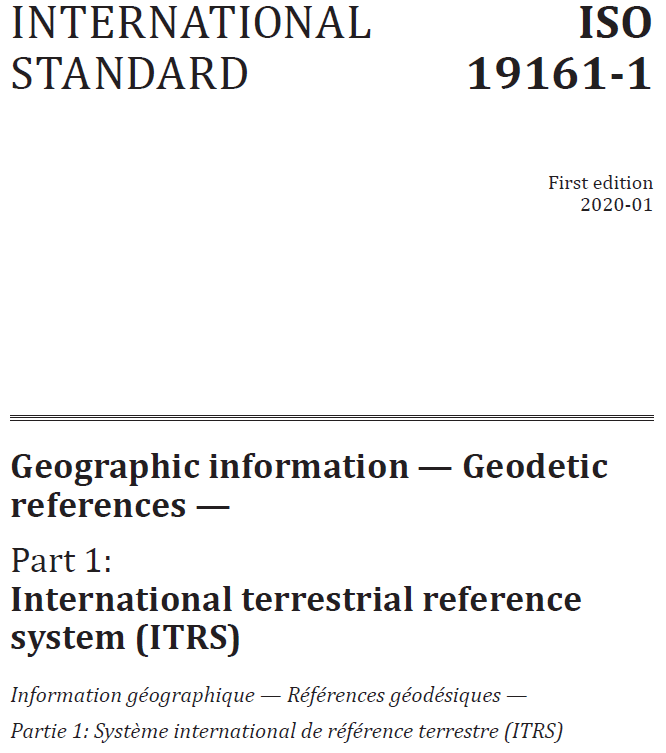 INTERNATIONAL
STANDARD
ISO
19161-1
First edition
2020-01
Geographic information — Geodetic
references —
Part 1:
International terrestrial reference
system (ITRS)
Information géographique — Références géodésiques —
Partie 1: Système international de référence terrestre (ITRS)